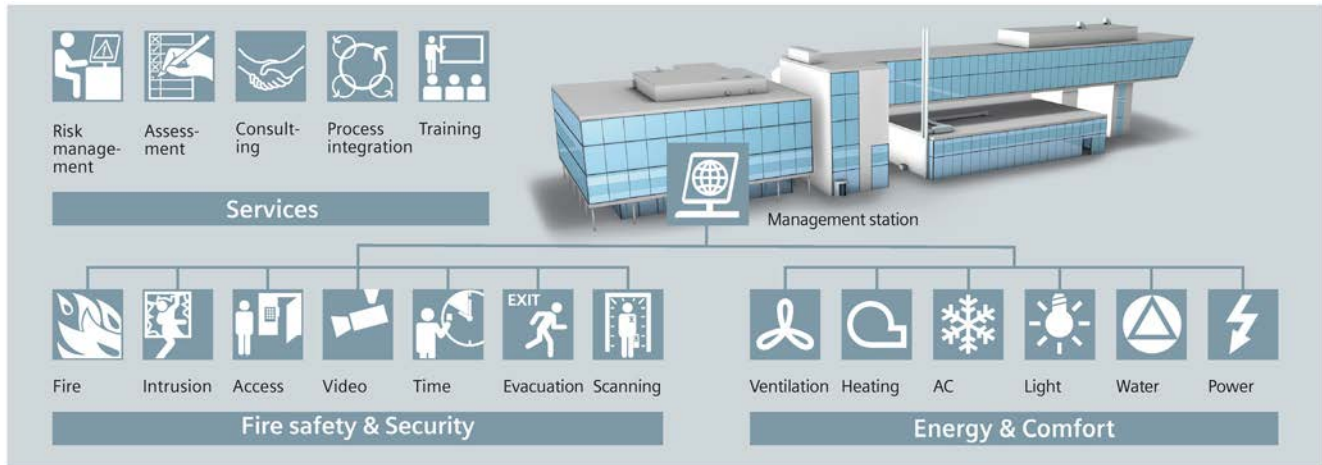 Risk
manage-
ment
Assess-
ment
Consult-
ing
Process
integration
Training
Services
Management station
EXIT
Fire
Intrusion
Access
Video
Time
Evacuation
Scanning
Fire safety & Security
Ventilation
Heating
AC
Light
Water
Power
Energy & Comfort